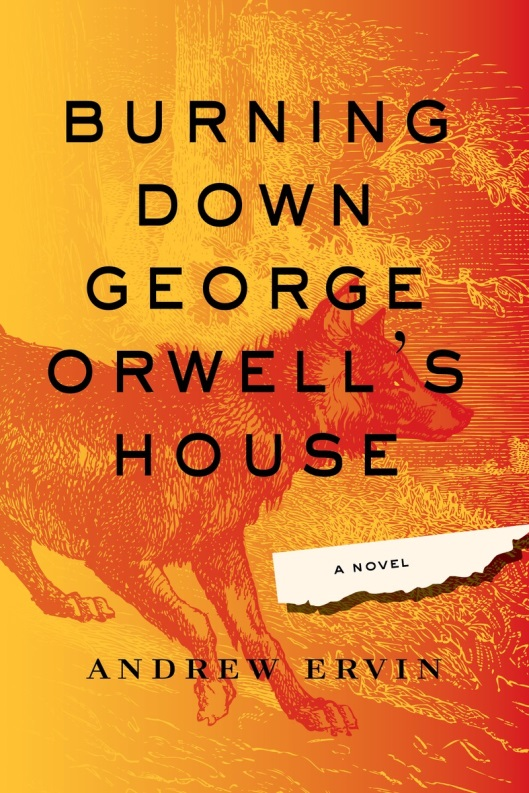 BURNING
DOWN
GEORGE
ORWELL'S
HOUSE
A NOVEL
ANDREW ERVIN